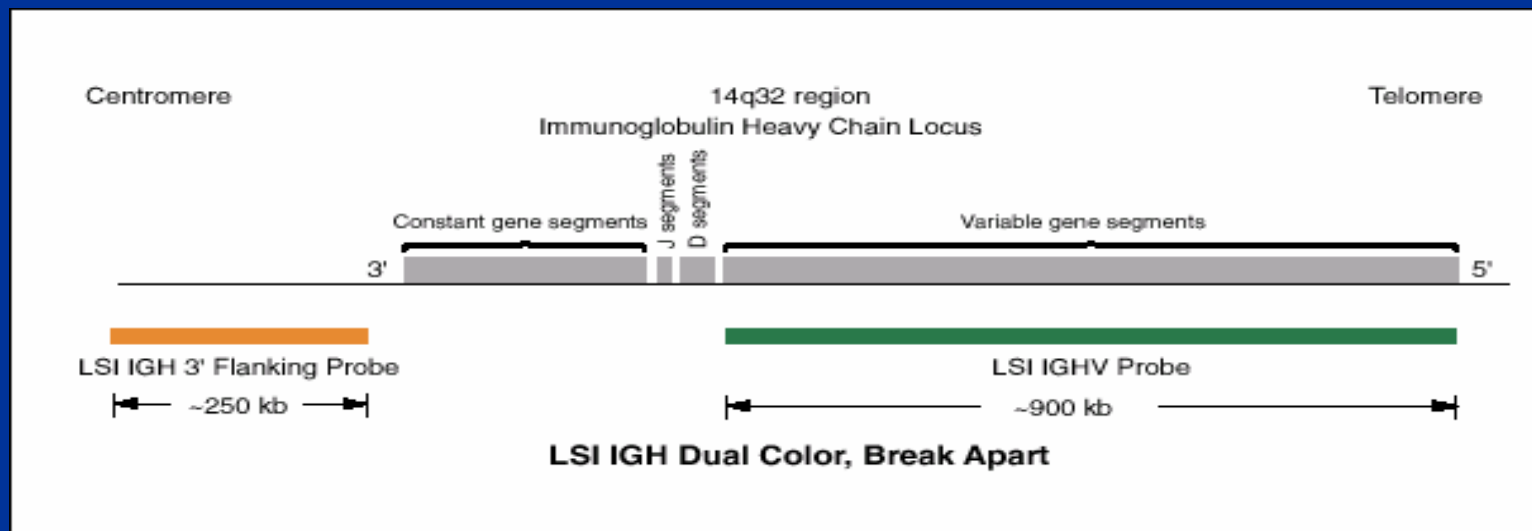 Centromere
14q32 region
Telomere
Immunoglobulin Heavy Chain Locus
Constant gene segments
J segments
D segments
Variable gene segments
3'
5'
LSI IGH 3' Flanking Probe
LSI IGHV Probe
~250 kb
~900 kb
LSI IGH Dual Color, Break Apart